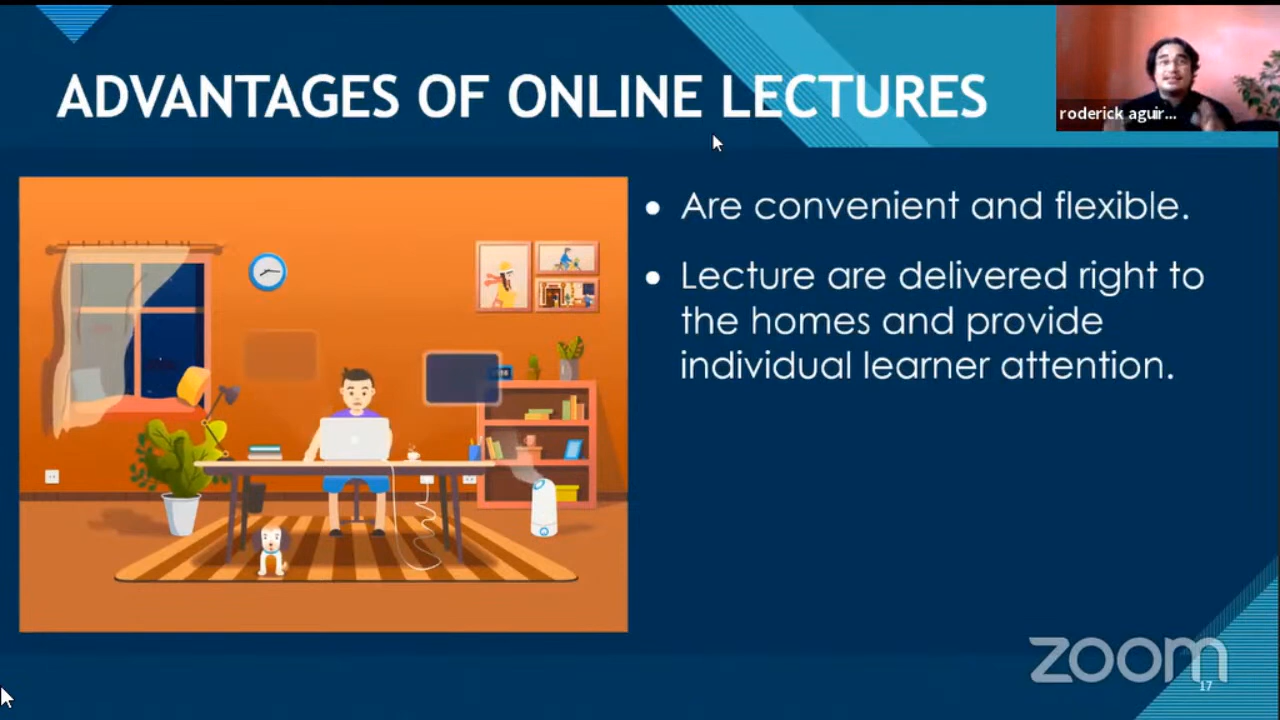 ADVANTAGES OF ONLINE LECTURES
roderick aguir...
• Are convenient and flexible.
• Lecture are delivered right to
the homes and provide
individual learner attention.
zoom
17